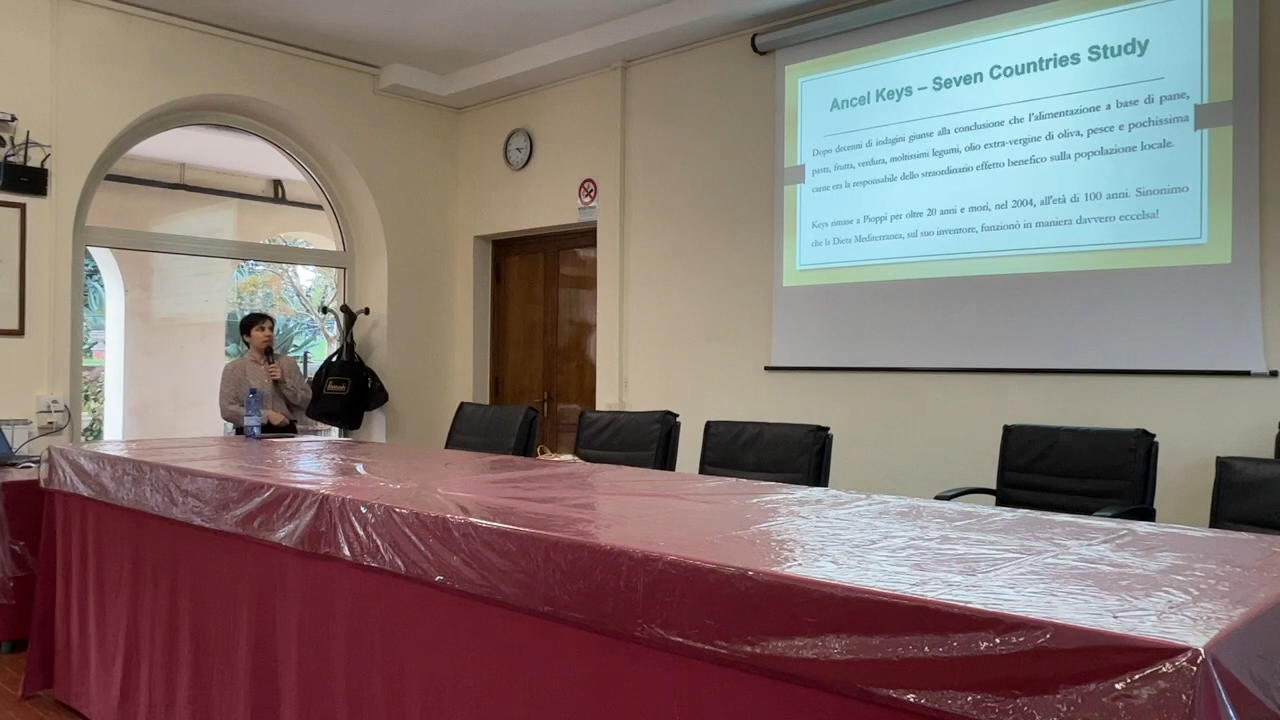 Ancel Keys – Seven Countries Study
Dopo decenni di indagini giunse alla conclusione che l'alimentazione a base di pane,
pasta, frutta, verdura, moltissimi legumi, olio extra-vergine di oliva, pesce e pochissima
carne era la responsabile dello straordinario effetto benefico sulla popolazione locale.
Keys rimase a Pioppi per oltre 20 anni e morì, nel 2004, all'età di 100 anni. Sinonimo
che la Dieta Mediterranea, sul suo inventore, funzionò in maniera davvero eccelsa!